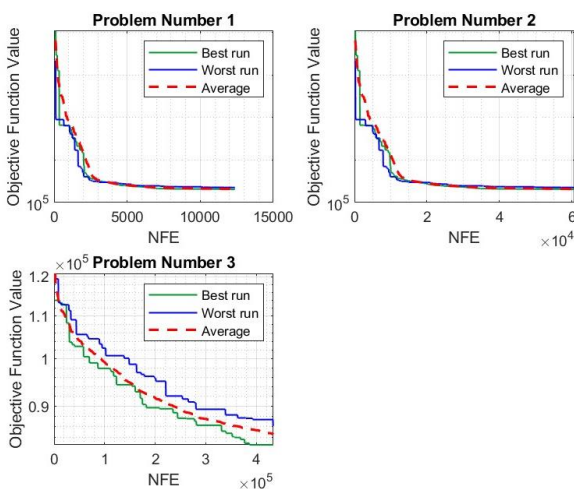 Problem Number 1
Objective Function Value
Best run
Worst run
Average
10^5
0 5000 10000 15000
NFE
Problem Number 2
Objective Function Value
Best run
Worst run
Average
10^5
0 2 4 6
NFE
×10^4
Problem Number 3
×10^5
Objective Function Value
1.2
1.1
1
0.9
Best run
Worst run
Average
0 1 2 3 4
NFE
×10^5